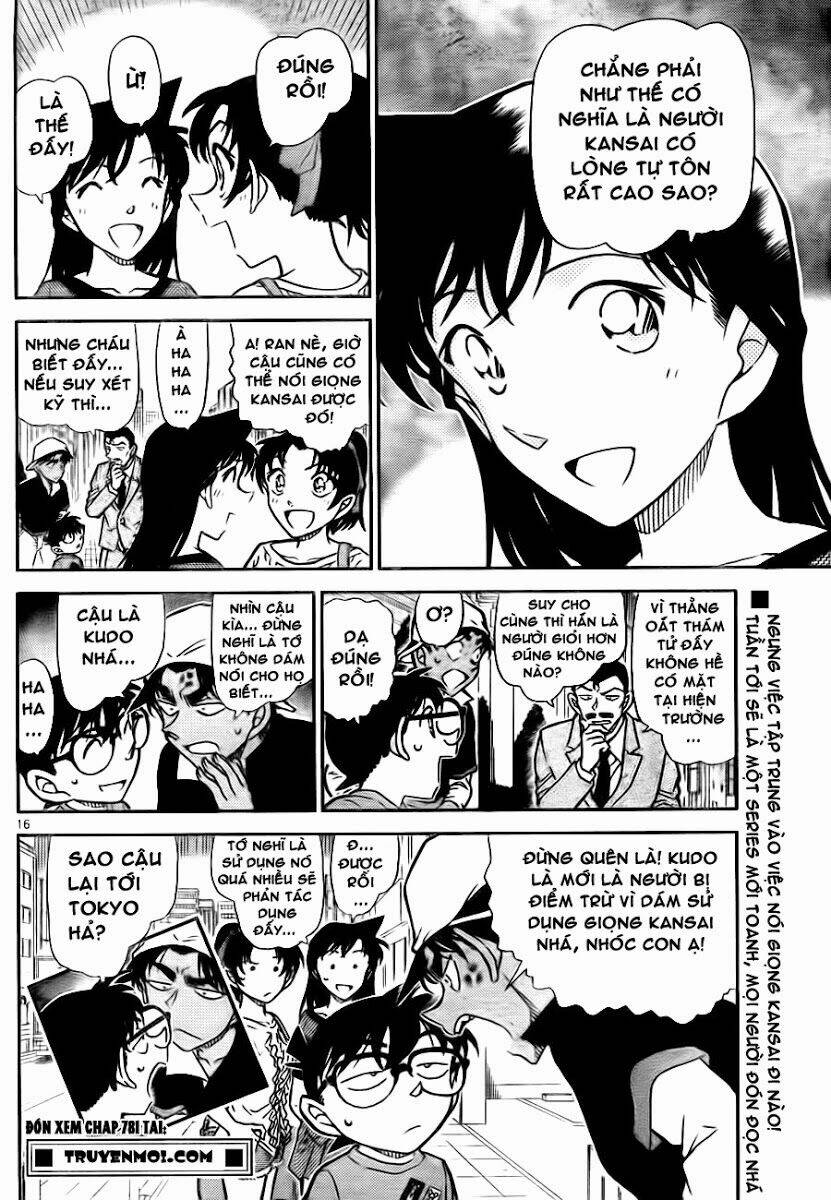 CHẲNG PHẢI
NHƯ THẾ CÓ
NGHĨA LÀ NGƯỜI
KANSAI CÓ
LÒNG TỰ TÔN
RẤT CAO SAO?
ĐÚNG
RỒI!
Ừ!
LÀ
THẾ
ĐẤY!
A! RAN NÈ, GIỜ
CẬU CŨNG CÓ
THỂ NÓI GIỌNG
KANSAI ĐƯỢC
ĐÓ!
À
HA
HA
HA
...
NHƯNG CHÁU
BIẾT ĐẤY...
NẾU SUY XÉT
KỸ THÌ...
VÌ THẰNG
OẮT THÁM
TỬ ĐẤY
KHÔNG HỀ
CÓ MẶT
TẠI HIỆN
TRƯỜNG
...
SUY CHO
CÙNG THÌ HẮN LÀ
NGƯỜI GIỎI HƠN
ĐÚNG KHÔNG
NÀO?
Ơ?
DẠ
ĐÚNG
RỒI!
NHÌN CẬU
KÌA... ĐỪNG
NGHĨ LÀ TỚ
KHÔNG DÁM
NÓI CHO HỌ
BIẾT...
CẬU LÀ
KUDO
NHÁ...
HA
HA
...
16
ĐỪNG QUÊN LÀ! KUDO
LÀ MỚI LÀ NGƯỜI BỊ
ĐIỂM TRỪ VÌ DÁM SỬ
DỤNG GIỌNG KANSAI
NHÁ, NHÓC CON Ạ!
Đ...
ĐƯỢC
RỒI
...
TỚ NGHĨ LÀ
SỬ DỤNG NÓ
QUÁ NHIỀU SẼ
PHẢN TÁC
DỤNG
ĐẤY...
SAO CẬU
LẠI TỚI
TOKYO
HẢ?
NGƯNG VIỆC TẬP TRUNG VÀO VIỆC NÓI GIỌNG KANSAI ĐI NÀO!
TUẦN TỚI SẼ LÀ MỘT SERIES MỚI TOANH, MỌI NGƯỜI ĐÓN ĐỌC NHÁ
ĐÓN XEM CHAP 781 TẠI:
TRUYENMOI.COM